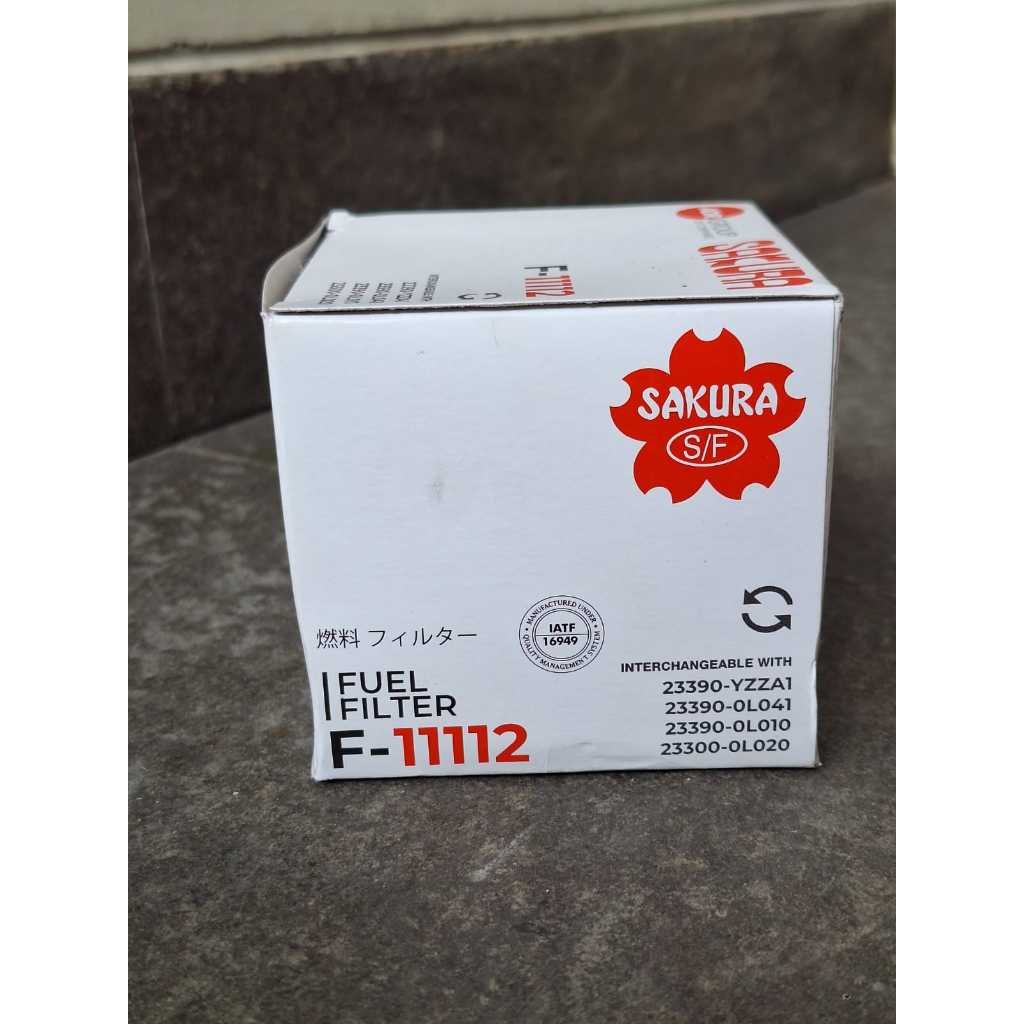 SAKURA
F-11112
SAKURA
S/F
燃料 フィルター
MANUFACTURED UNDER
IATF
16949
QUALITY MANAGEMENT SYSTEM
FUEL
FILTER
F-11112
INTERCHANGEABLE WITH
23390-YZZA1
23390-0L041
23390-0L010
23300-0L020